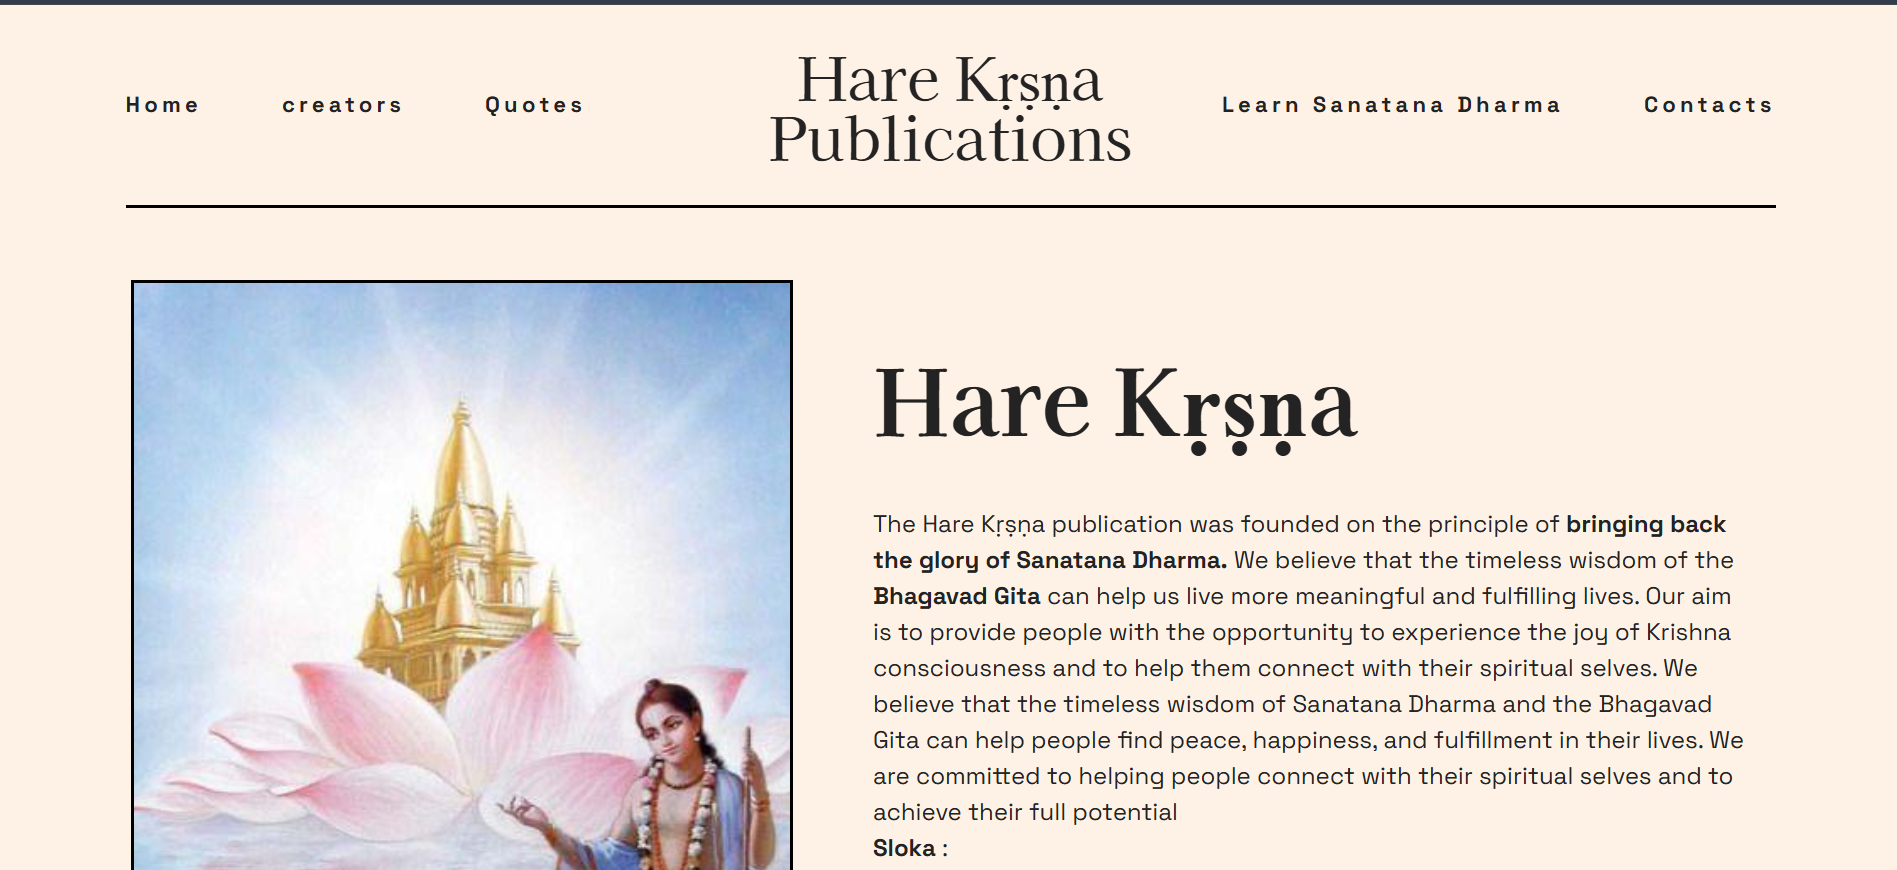 Home
creators
Quotes
Hare Kṛṣṇa
Publications
Learn Sanatana Dharma
Contacts
Hare Kṛṣṇa
The Hare Kṛṣṇa publication was founded on the principle of bringing back
the glory of Sanatana Dharma. We believe that the timeless wisdom of the
Bhagavad Gita can help us live more meaningful and fulfilling lives. Our aim
is to provide people with the opportunity to experience the joy of Krishna
consciousness and to help them connect with their spiritual selves. We
believe that the timeless wisdom of Sanatana Dharma and the Bhagavad
Gita can help people find peace, happiness, and fulfillment in their lives. We
are committed to helping people connect with their spiritual selves and to
achieve their full potential
Sloka :